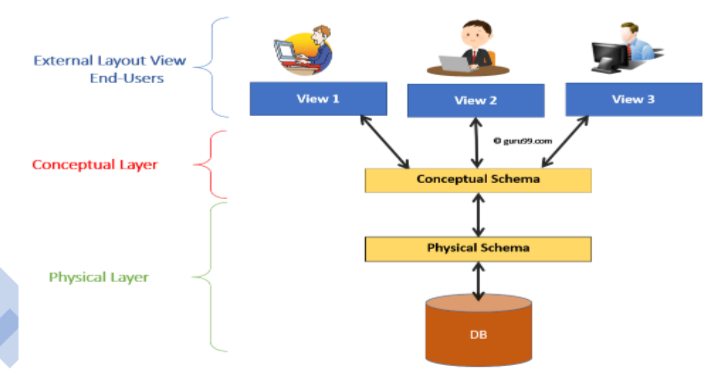 External Layout View
End-Users
View 1
View 2
View 3
© guru99.com
Conceptual Layer
Conceptual Schema
Physical Schema
Physical Layer
DB